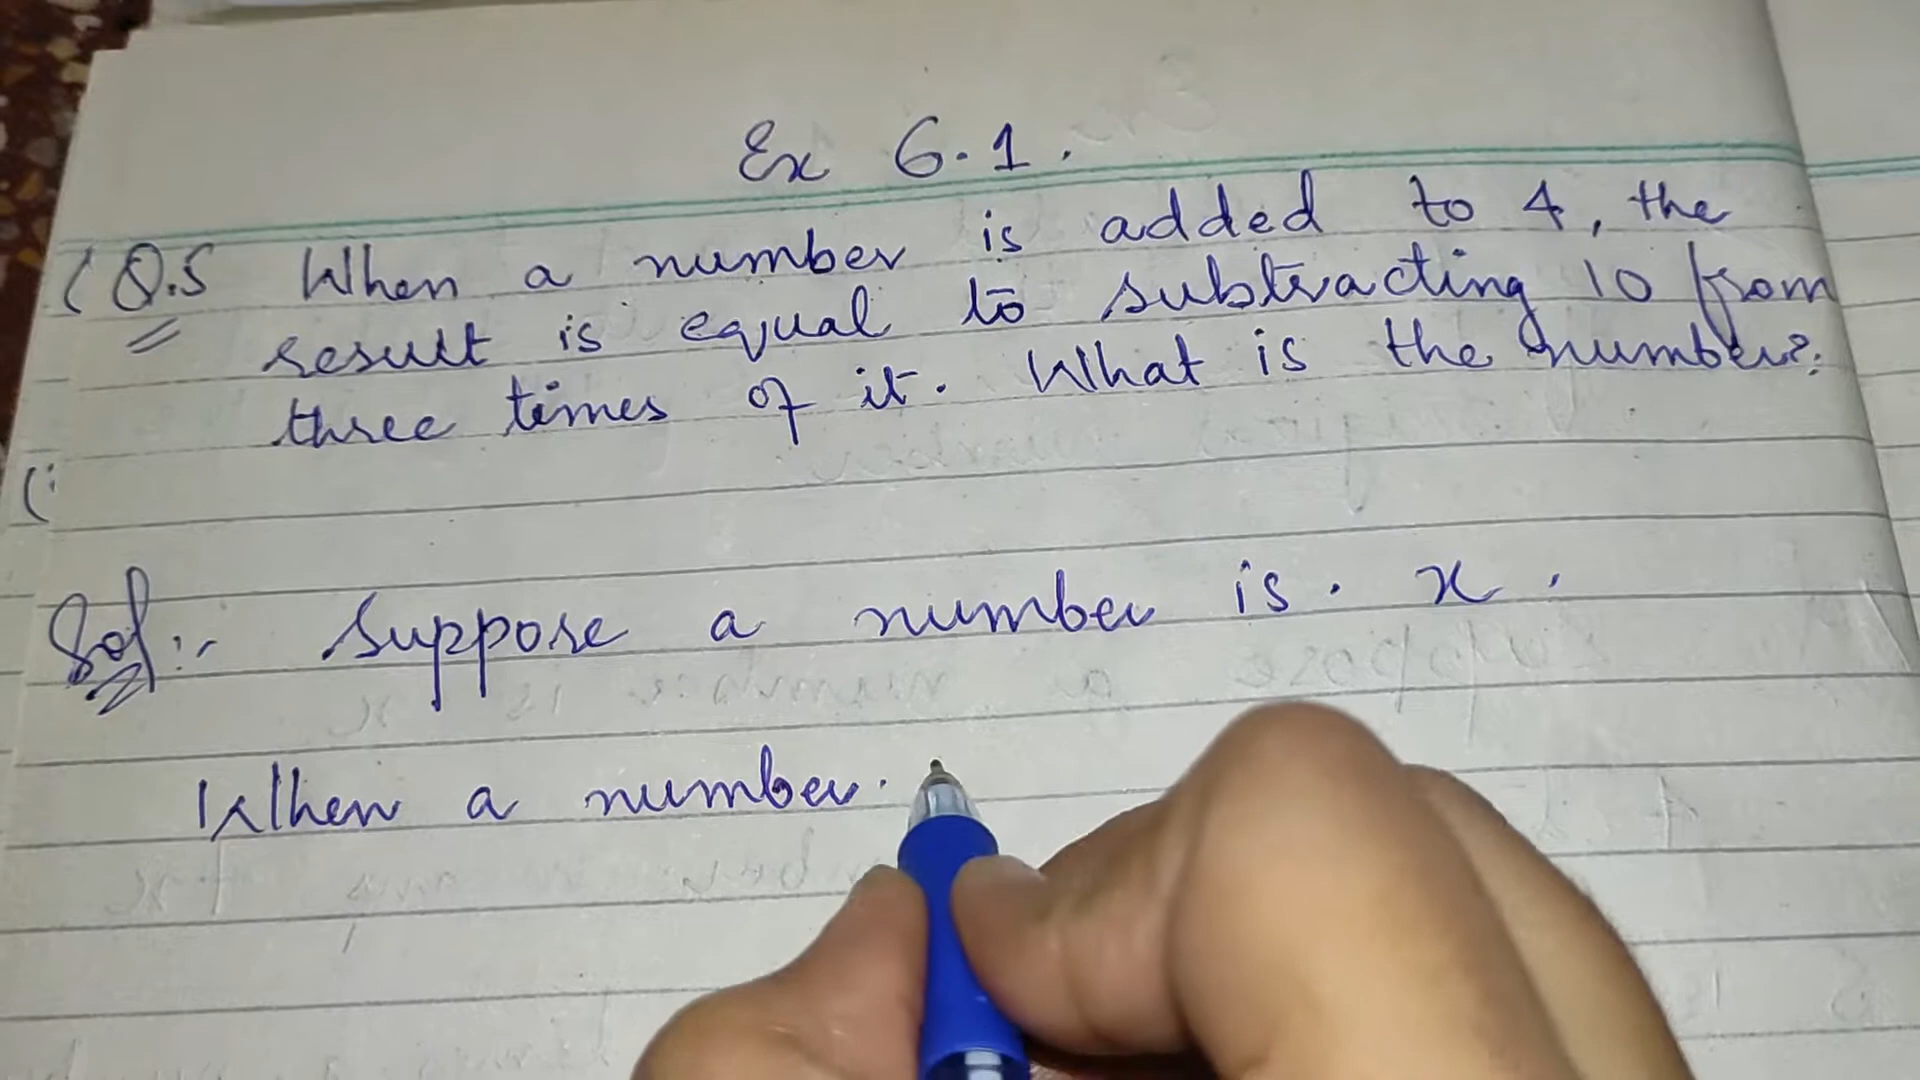 Ex 6.1.
(Q.5 When a number is added to 4, the
result is equal to subtracting 10 from
three times of it. What is the number?
(i
Sol:- Suppose a number is. x.
When a number.